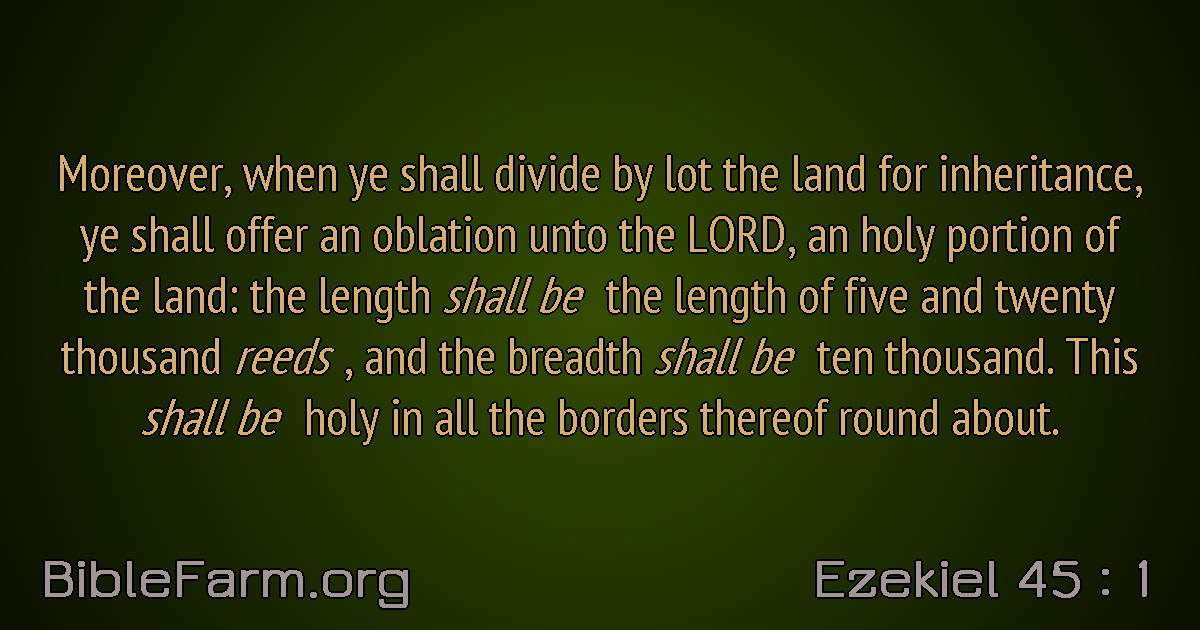 Moreover, when ye shall divide by lot the land for inheritance,
ye shall offer an oblation unto the LORD, an holy portion of
the land: the length shall be the length of five and twenty
thousand reeds , and the breadth shall be ten thousand. This
shall be holy in all the borders thereof round about.
BibleFarm.org
Ezekiel 45 : 1